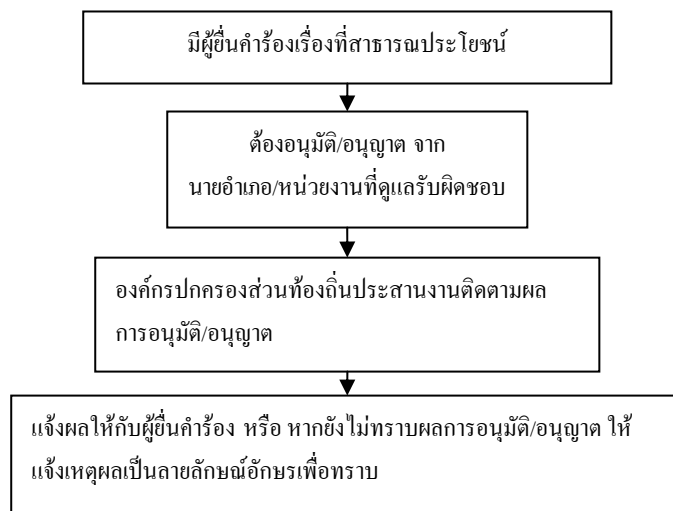 มีผู้ยื่นคำร้องเรื่องที่สาธารณประโยชน์
ต้องอนุมัติ/อนุญาต จาก
นายอำเภอ/หน่วยงานที่ดูแลรับผิดชอบ
องค์กรปกครองส่วนท้องถิ่นประสานงานติดตามผล
การอนุมัติ/อนุญาต
แจ้งผลให้กับผู้ยื่นคำร้อง หรือ หากยังไม่ทราบผลการอนุมัติ/อนุญาต ให้
แจ้งเหตุผลเป็นลายลักษณ์อักษรเพื่อทราบ